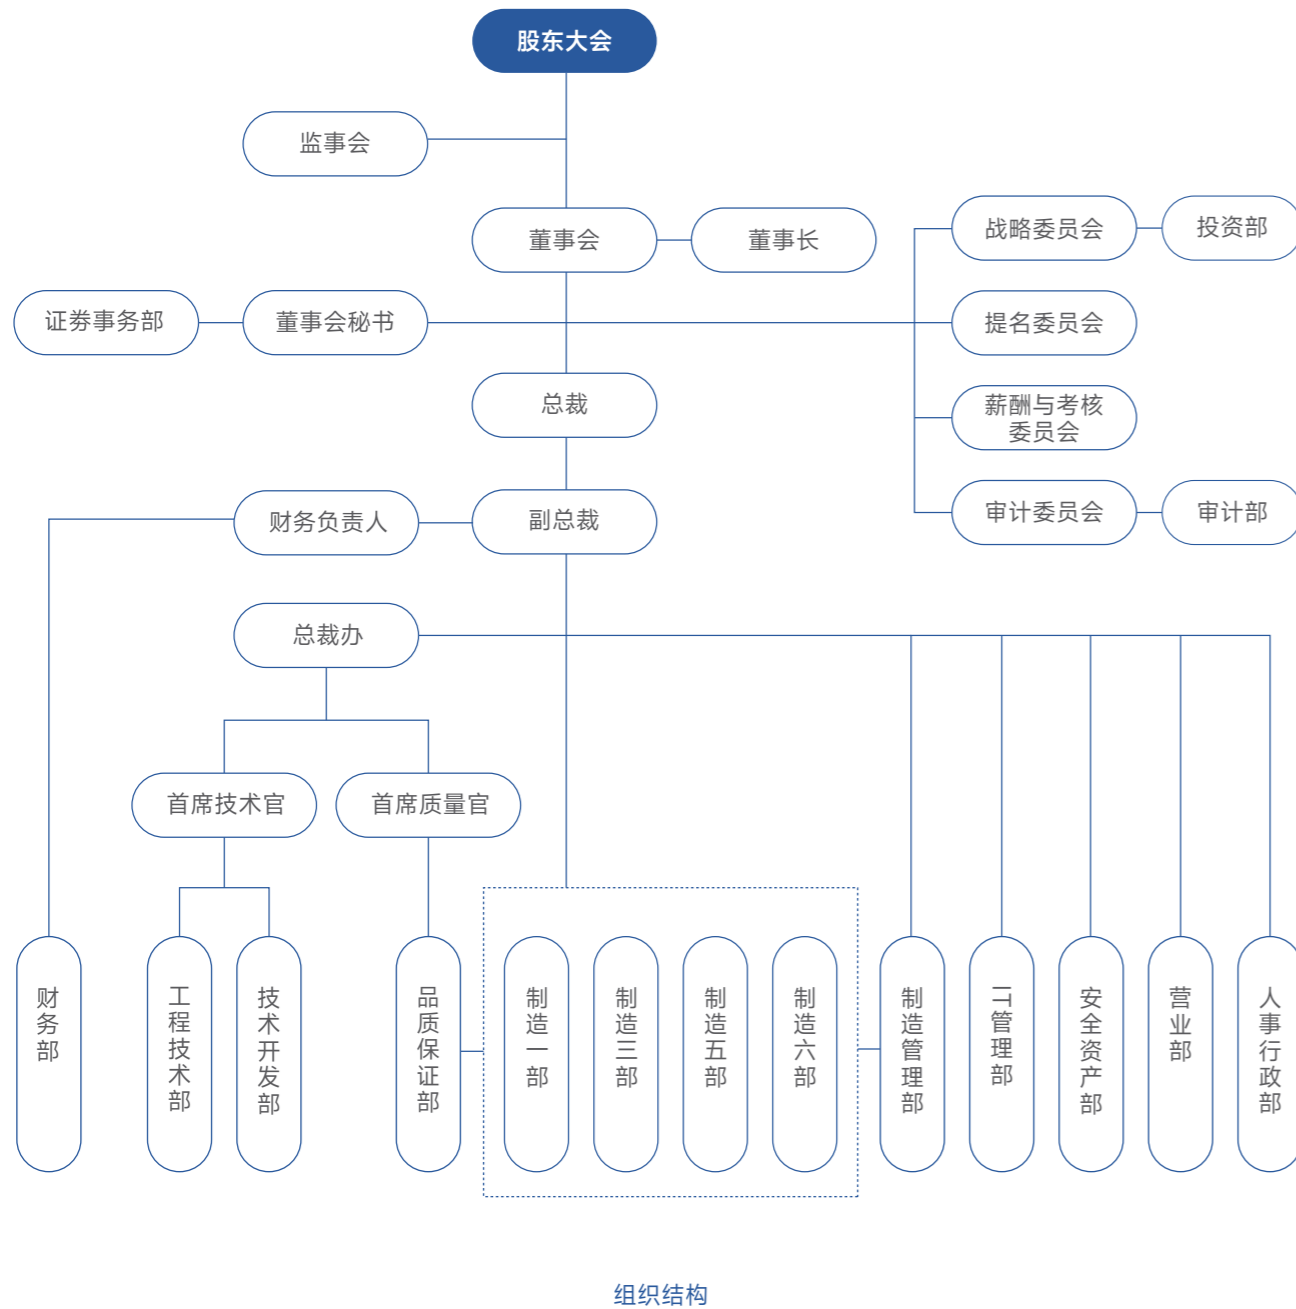 股东大会
监事会
董事会
董事长
战略委员会
投资部
证券事务部
董事会秘书
提名委员会
总裁
薪酬与考核
委员会
财务负责人
副总裁
审计委员会
审计部
总裁办
首席技术官
首席质量官
财务部
工程技术部
技术开发部
品质保证部
制造一部
制造三部
制造五部
制造六部
制造管理部
IT管理部
安全资产部
营业部
人事行政部
组织结构